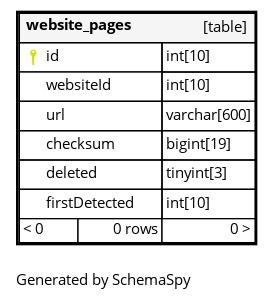 website_pages [table]
id int[10]
websiteId int[10]
url varchar[600]
checksum bigint[19]
deleted tinyint[3]
firstDetected int[10]
< 0 0 rows 0 >
Generated by SchemaSpy